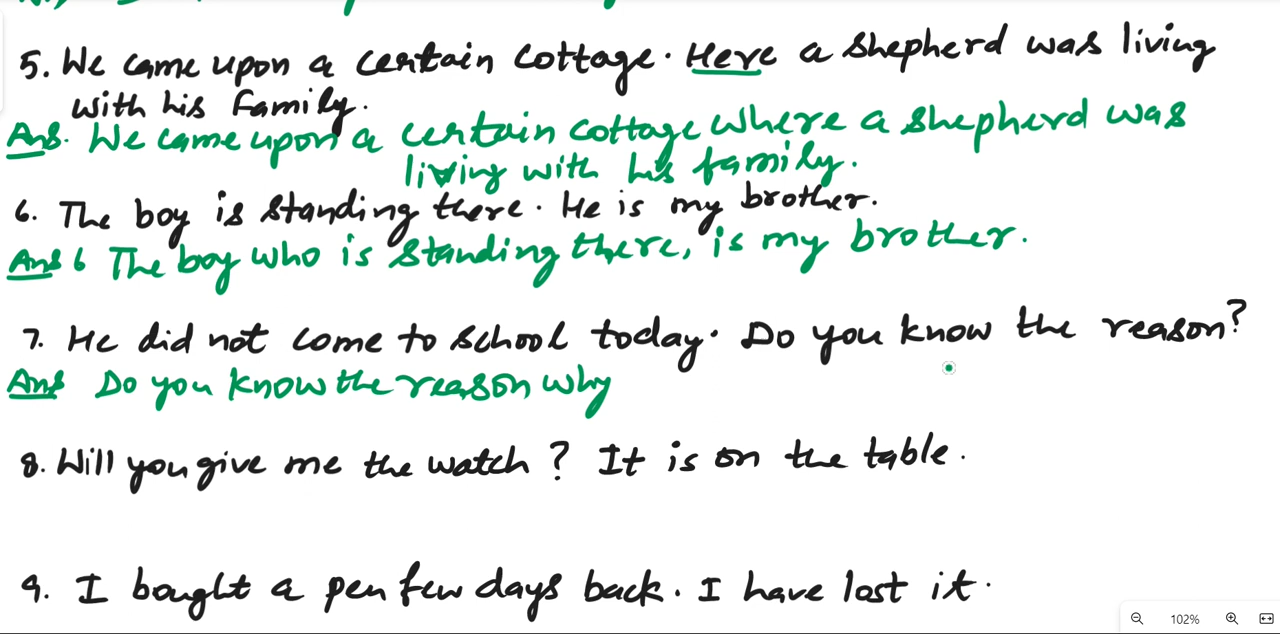 5. We came upon a certain cottage. Here a shepherd was living
with his family.
Ans. We came upon a certain cottage where a shepherd was
living with his family.
6. The boy is standing there. He is my brother.
Ans 6 The boy who is standing there, is my brother.
7. He did not come to school today. Do you know the reason?
Ans Do you know the reason why
8. Will you give me the watch? It is on the table.
9. I bought a pen few days back. I have lost it.
102%